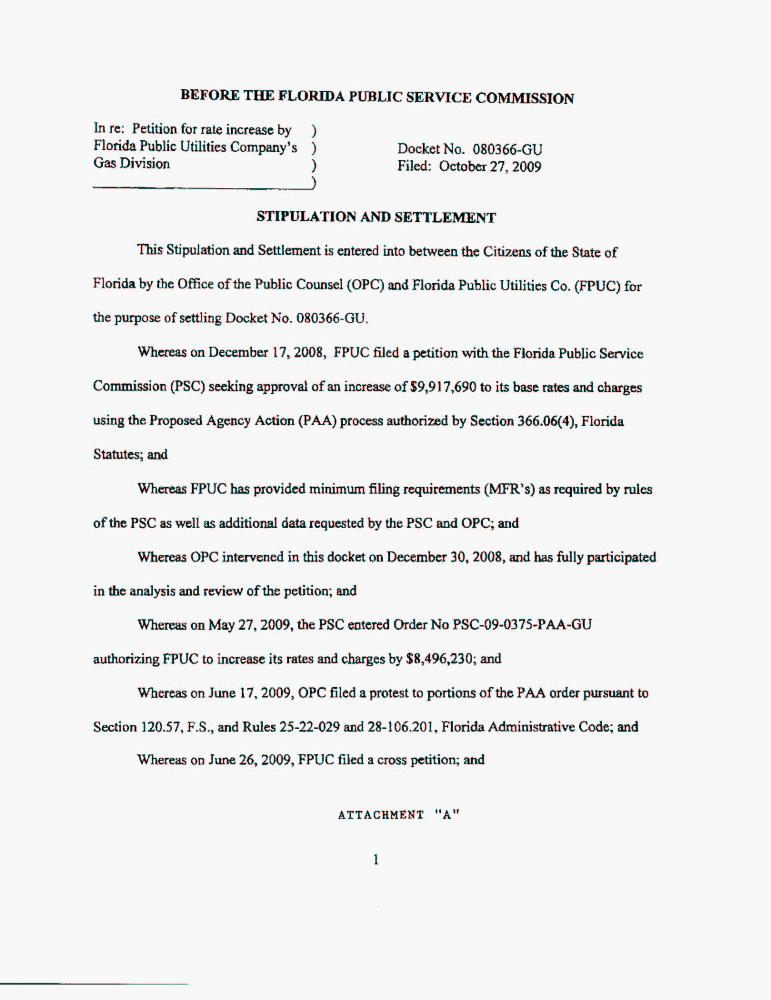 BEFORE THE FLORIDA PUBLIC SERVICE COMMISSION
In re: Petition for rate increase by )
Florida Public Utilities Company's ) Docket No. 080366-GU
Gas Division ) Filed: October 27, 2009
)
STIPULATION AND SETTLEMENT
This Stipulation and Settlement is entered into between the Citizens of the State of
Florida by the Office of the Public Counsel (OPC) and Florida Public Utilities Co. (FPUC) for
the purpose of settling Docket No. 080366-GU.
Whereas on December 17, 2008, FPUC filed a petition with the Florida Public Service
Commission (PSC) seeking approval of an increase of $9,917,690 to its base rates and charges
using the Proposed Agency Action (PAA) process authorized by Section 366.06(4), Florida
Statutes; and
Whereas FPUC has provided minimum filing requirements (MFR's) as required by rules
of the PSC as well as additional data requested by the PSC and OPC; and
Whereas OPC intervened in this docket on December 30, 2008, and has fully participated
in the analysis and review of the petition; and
Whereas on May 27, 2009, the PSC entered Order No PSC-09-0375-PAA-GU
authorizing FPUC to increase its rates and charges by $8,496,230; and
Whereas on June 17, 2009, OPC filed a protest to portions of the PAA order pursuant to
Section 120.57, F.S., and Rules 25-22-029 and 28-106.201, Florida Administrative Code; and
Whereas on June 26, 2009, FPUC filed a cross petition; and
ATTACHMENT "A"
1